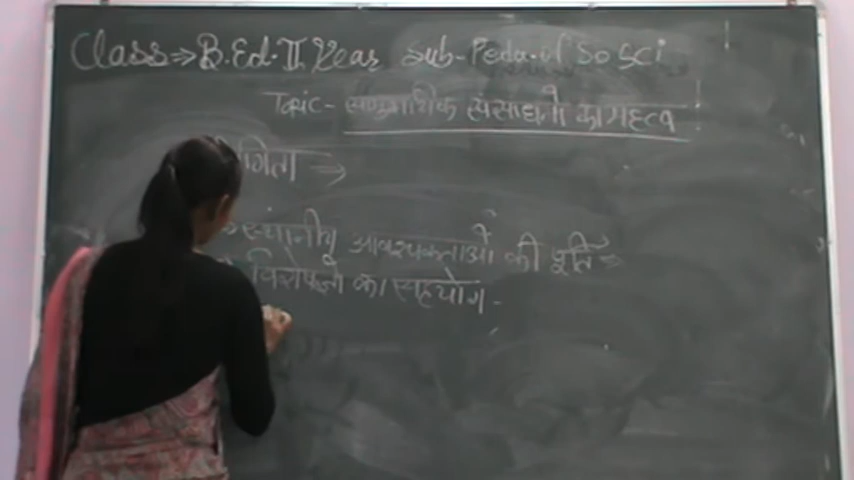 Class⇒B.Ed. II Year Sub-Peda. of So Sci
Topic- सामुदायिक संसाधनों का महत्व
स्थानीय आवश्यकताओं की पूर्ति⇒
विशेषज्ञों का सहयोग-